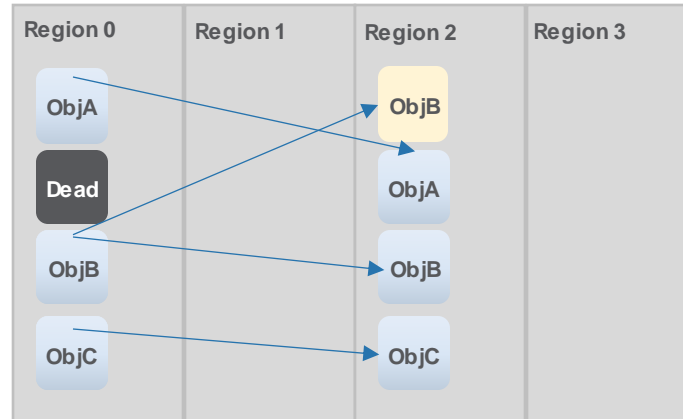 Region 0
Region 1
Region 2
Region 3
ObjA
Dead
ObjB
ObjC
ObjB
ObjA
ObjB
ObjC